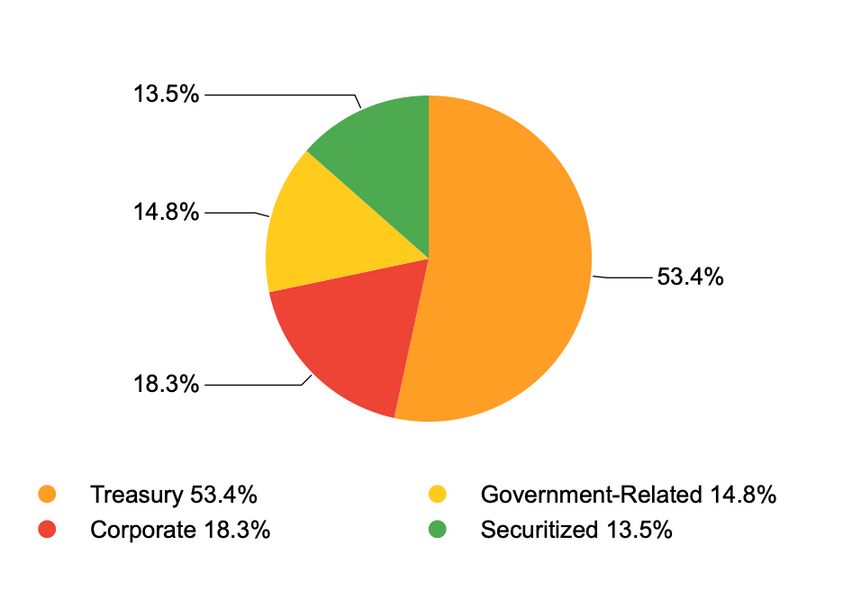 13.5%
14.8%
53.4%
18.3%
Treasury 53.4%
Government-Related 14.8%
Corporate 18.3%
Securitized 13.5%